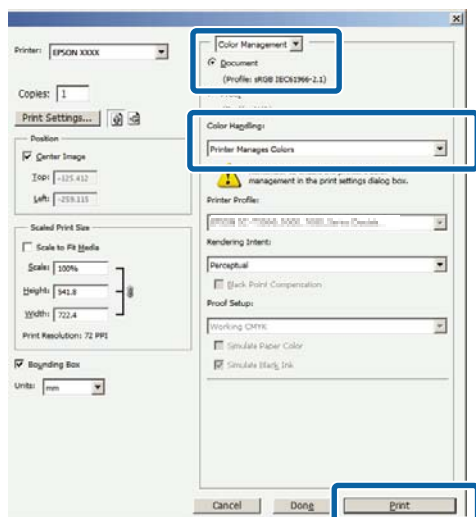 Printer: EPSON XXXX
Copies: 1
Print Settings...
Position
Center Image
Top: -125.412
Left: -259.115
Scaled Print Size
Scale to Fit Media
Scale: 100%
Height: 541.8
Width: 722.4
Print Resolution: 72 PPI
Bounding Box
Units: mm
Color Management
Document
(Profile: sRGB IEC61966-2.1)
Color Handling:
Printer Manages Colors
management in the print settings dialog box.
Printer Profile:
Rendering Intent:
Perceptual
Black Point Compensation
Proof Setup:
Working CMYK
Simulate Paper Color
Simulate Black Ink
Cancel
Done
Print